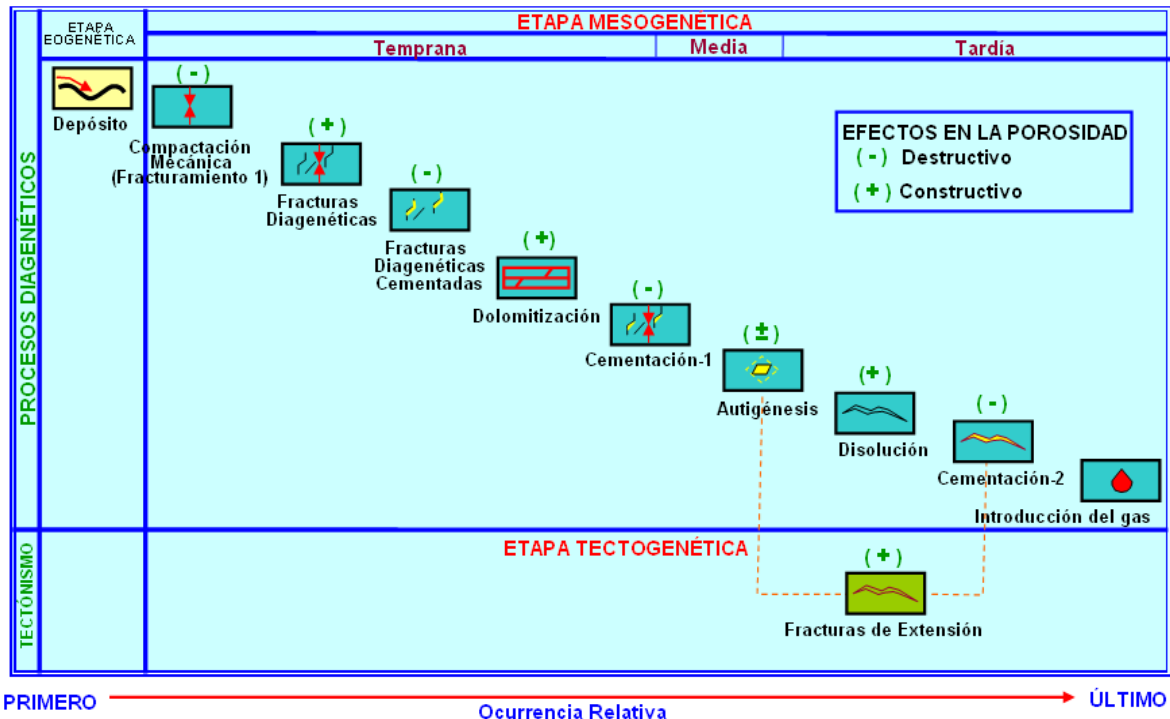 ETAPA
EOGENÉTICA
ETAPA MESOGENÉTICA
Temprana
Media
Tardía
PROCESOS DIAGENÉTICOS
Depósito
(-)
Compactación
Mecánica
(Fracturamiento 1)
(+)
Fracturas
Diagenéticas
(-)
Fracturas
Diagenéticas
Cementadas
(+)
Dolomitización
(-)
Cementación-1
(±)
Autigénesis
(+)
Disolución
(-)
Cementación-2
Introducción del gas
EFECTOS EN LA POROSIDAD
(-) Destructivo
(+) Constructivo
TECTÓNISMO
ETAPA TECTOGENÉTICA
(+)
Fracturas de Extensión
PRIMERO
Ocurrencia Relativa
ÚLTIMO